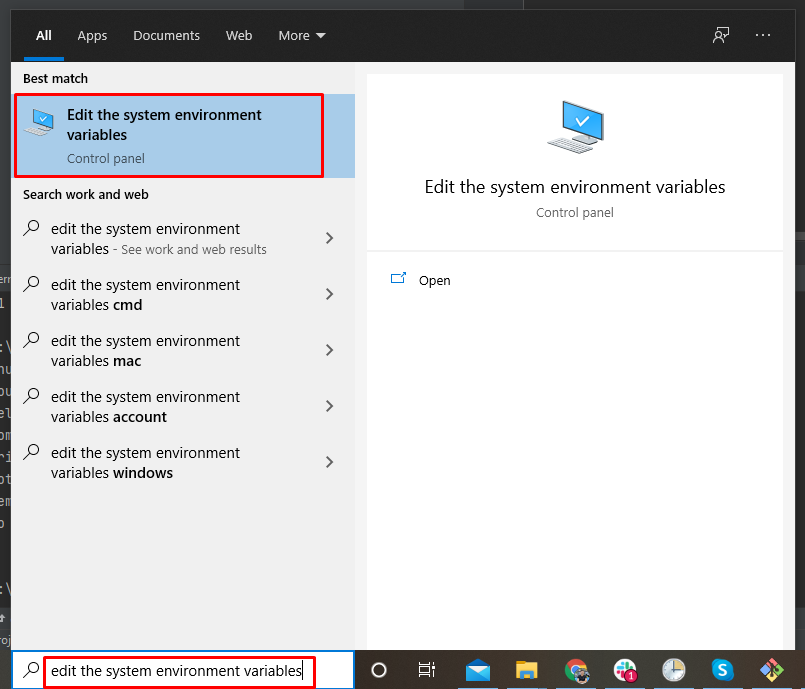 All Apps Documents Web More
Best match
Edit the system environment
variables
Control panel
Search work and web
edit the system environment
variables - See work and web results
edit the system environment
variables cmd
edit the system environment
variables mac
edit the system environment
variables account
edit the system environment
variables windows
Edit the system environment variables
Control panel
Open
edit the system environment variables
1
S